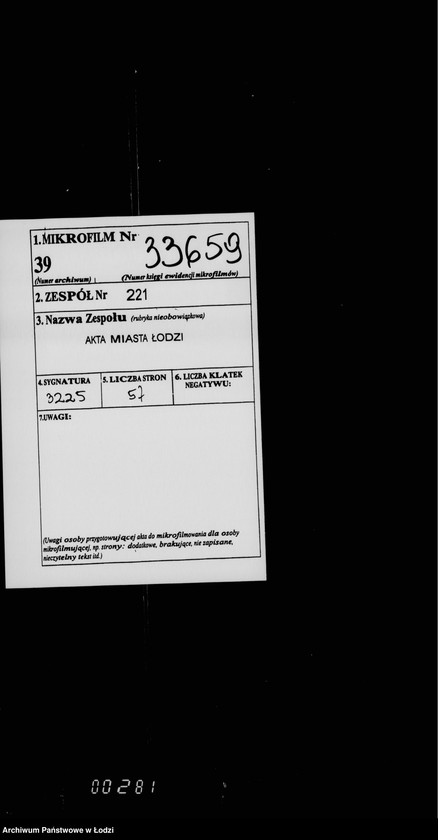 1. MIKROFILM Nr 33659
39
(Numer archiwum) (Numer księgi ewidencji mikrofilmów)
2. ZESPÓŁ Nr 221
3. Nazwa Zespołu (rubryka nieobowiązkowa)
AKTA MIASTA ŁODZI
4. SYGNATURA 5. LICZBA STRON 6. LICZBA KLATEK
NEGATYWU:
3225 57
7. UWAGI:
(Uwagi osoby przygotowującej akta do mikrofilmowania dla osoby
mikrofilmującej, np. strony: dodatkowe, brakujące, nie zapisane,
nieczytelny tekst itd.)
00281
Archiwum Państwowe w Łodzi